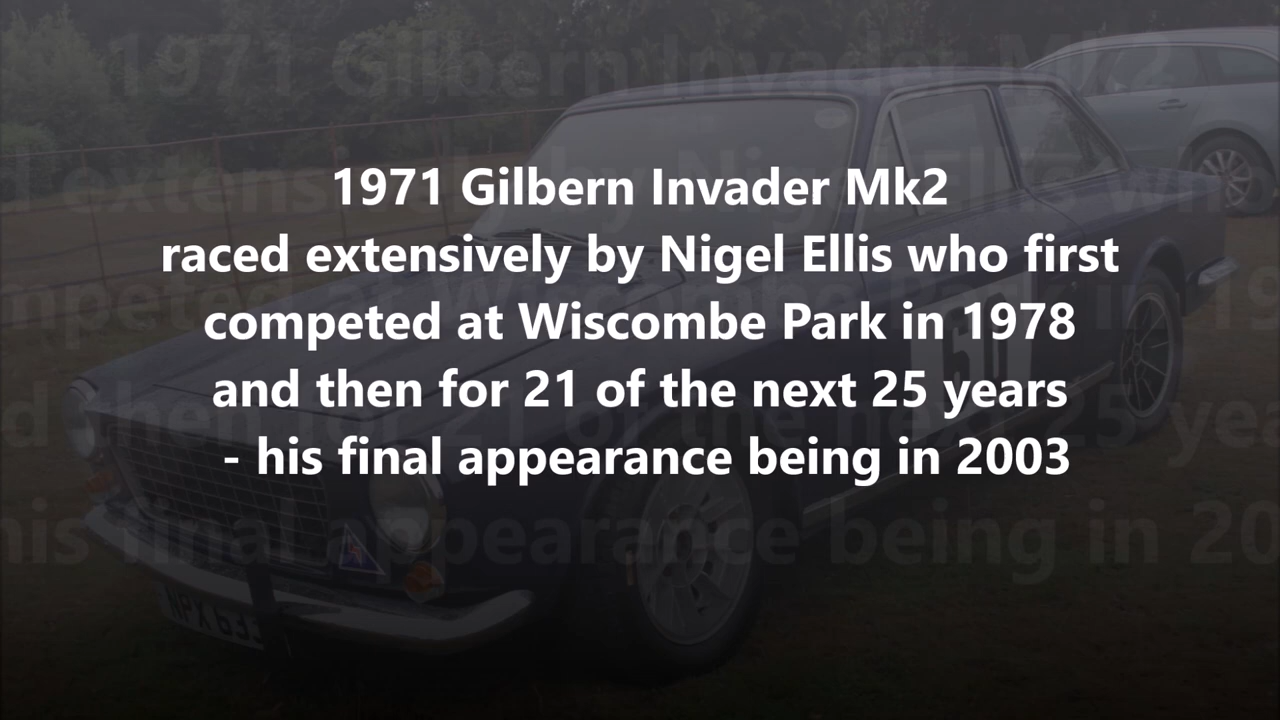 1971 Gilbern Invader Mk2
raced extensively by Nigel Ellis who first
competed at Wiscombe Park in 1978
and then for 21 of the next 25 years
- his final appearance being in 2003